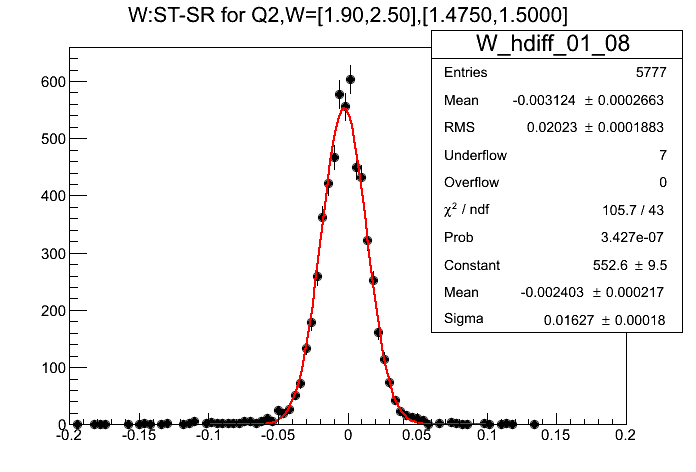 W:ST-SR for Q2,W=[1.90,2.50],[1.4750,1.5000]
W_hdiff_01_08
Entries 5777
Mean -0.003124 ± 0.0002663
RMS 0.02023 ± 0.0001883
Underflow 7
Overflow 0
χ² / ndf 105.7 / 43
Prob 3.427e-07
Constant 552.6 ± 9.5
Mean -0.002403 ± 0.000217
Sigma 0.01627 ± 0.00018
600
500
400
300
200
100
0
-0.2 -0.15 -0.1 -0.05 0 0.05 0.1 0.15 0.2